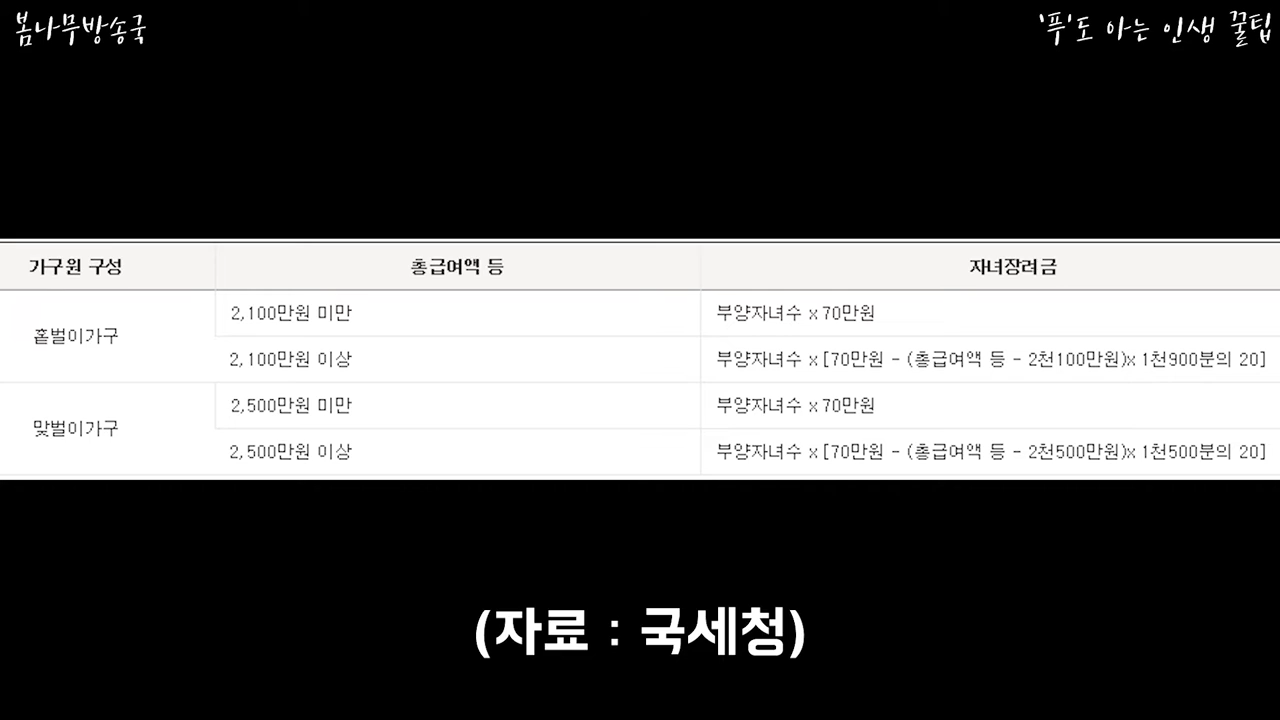 봄나무방송국
'푸'도 아는 인생 꿀팁
가구원 구성 총급여액 등 자녀장려금
홑벌이가구
2,100만원 미만 부양자녀수 x 70만원
2,100만원 이상 부양자녀수 x [70만원 - (총급여액 등 - 2천100만원)x 1천900분의 20]
맞벌이가구
2,500만원 미만 부양자녀수 x 70만원
2,500만원 이상 부양자녀수 x [70만원 - (총급여액 등 - 2천500만원)x 1천500분의 20]
(자료 : 국세청)